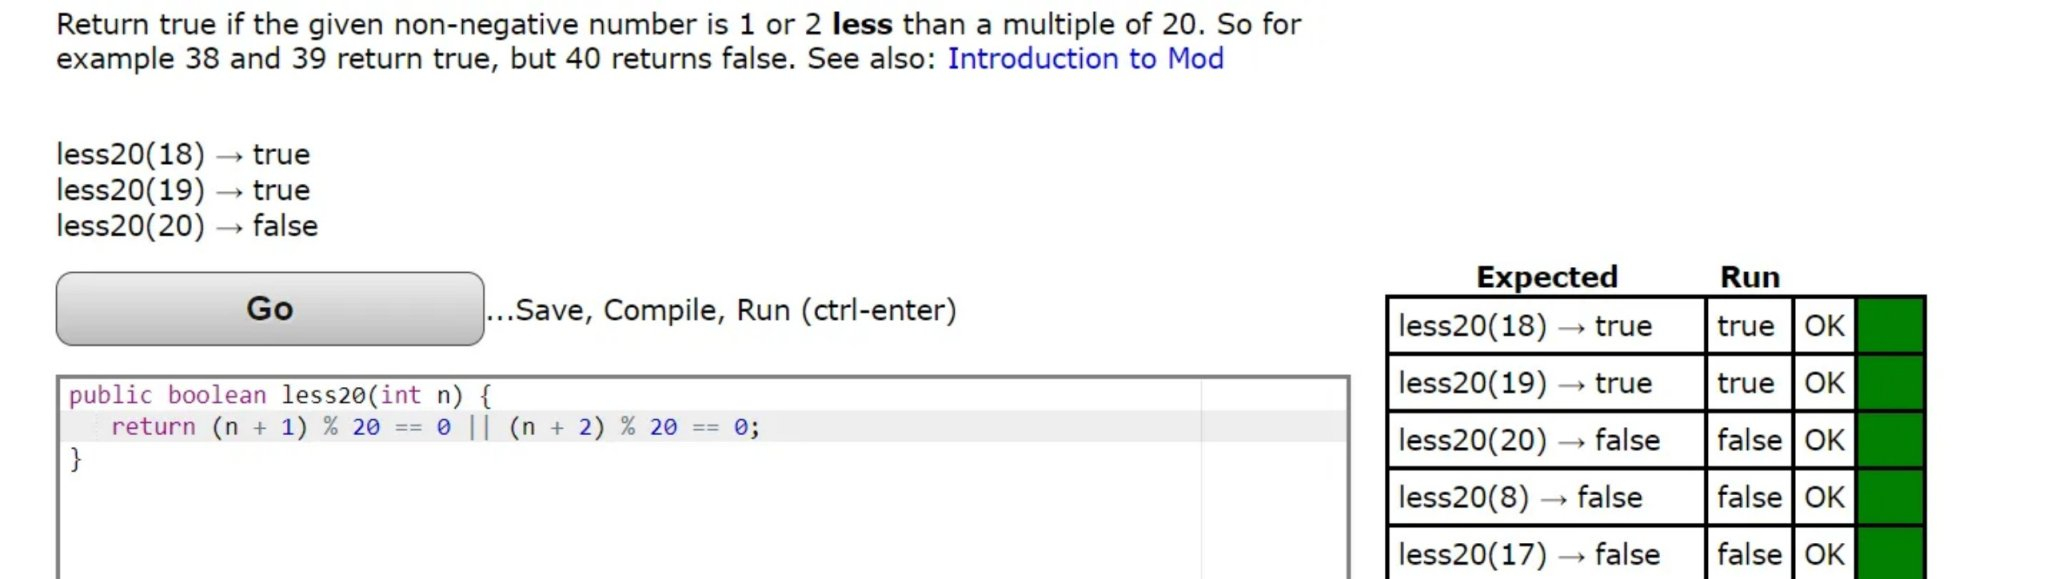 Return true if the given non-negative number is 1 or 2 less than a multiple of 20. So for
example 38 and 39 return true, but 40 returns false. See also: Introduction to Mod
less20(18) → true
less20(19) → true
less20(20) → false
Go
...Save, Compile, Run (ctrl-enter)
public boolean less20(int n) {
return (n + 1) % 20 == 0 || (n + 2) % 20 == 0;
}
Expected Run
less20(18) → true true OK
less20(19) → true true OK
less20(20) → false false OK
less20(8) → false false OK
less20(17) → false false OK